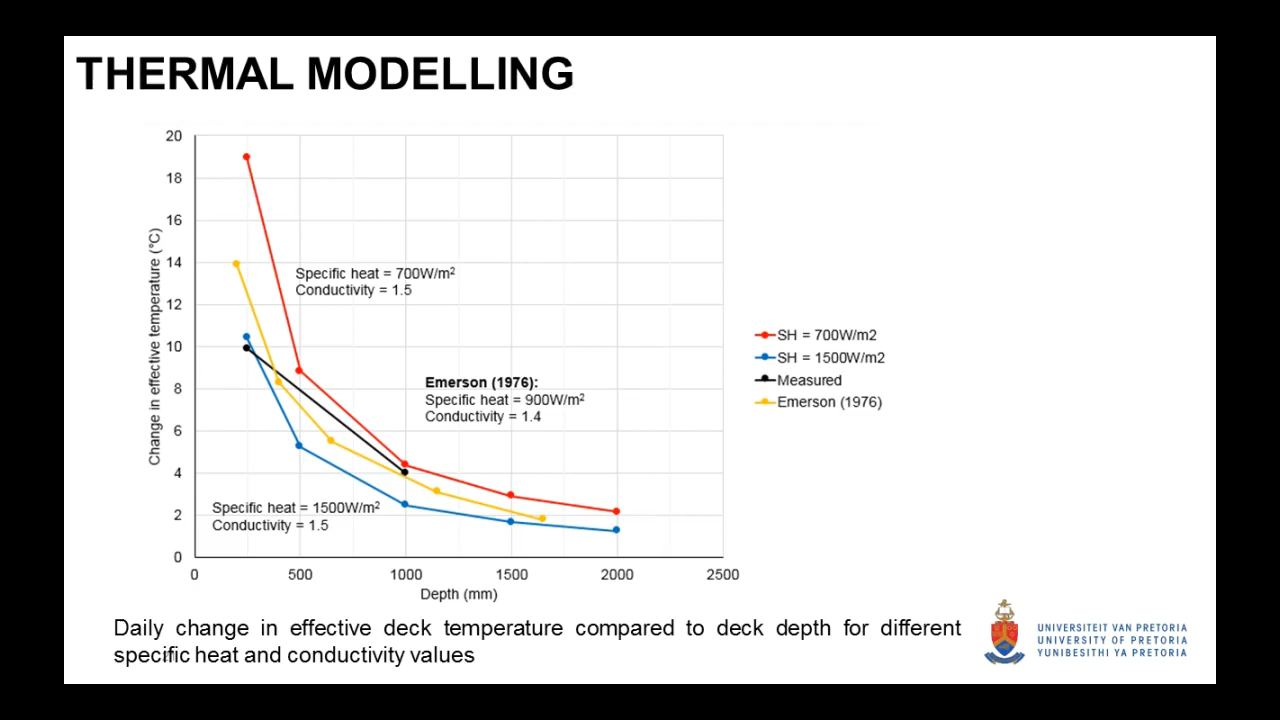 THERMAL MODELLING
20
18
16
14
12
10
8
6
4
2
0
Change in effective temperature (°C)
0 500 1000 1500 2000 2500
Depth (mm)
Specific heat = 700W/m²
Conductivity = 1.5
Emerson (1976):
Specific heat = 900W/m²
Conductivity = 1.4
Specific heat = 1500W/m²
Conductivity = 1.5
SH = 700W/m2
SH = 1500W/m2
Measured
Emerson (1976)
Daily change in effective deck temperature compared to deck depth for different
specific heat and conductivity values
UNIVERSITEIT VAN PRETORIA
UNIVERSITY OF PRETORIA
YUNIBESITHI YA PRETORIA